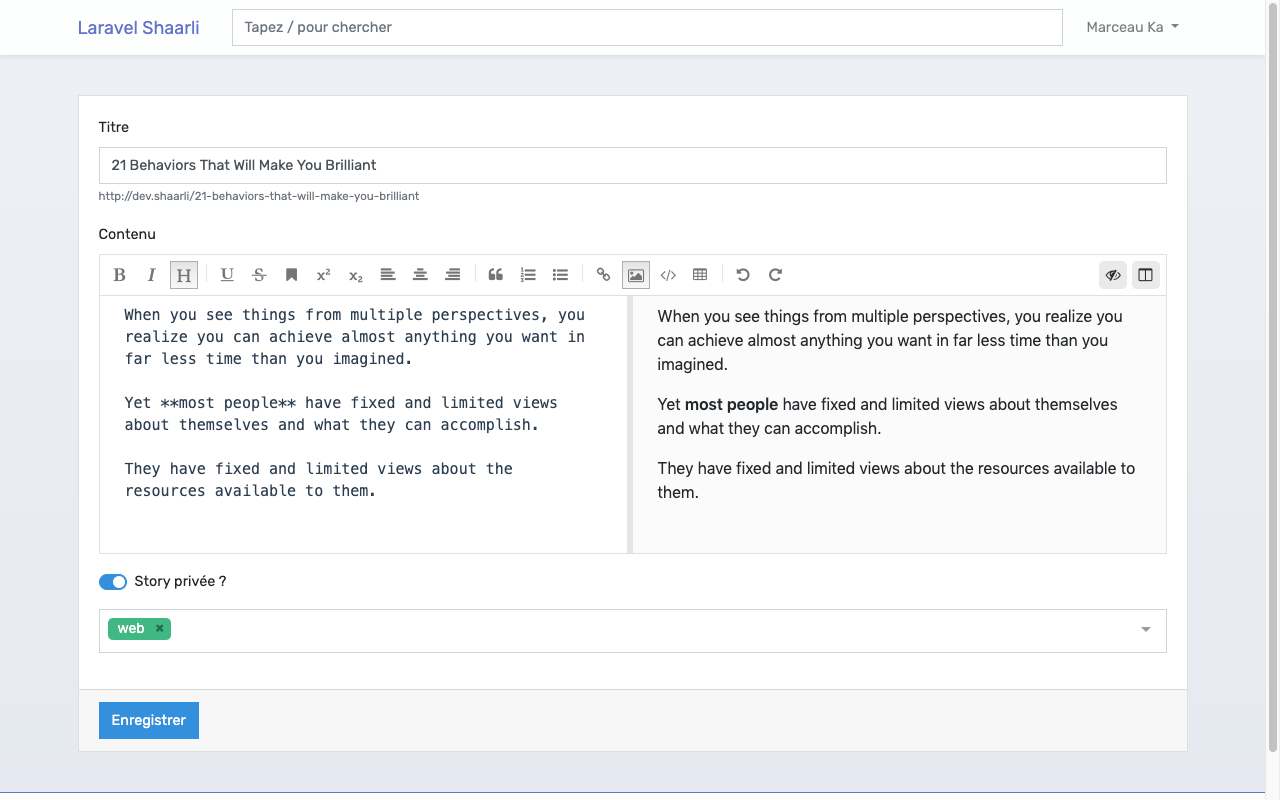 Laravel Shaarli
Tapez / pour chercher
Marceau Ka
Titre
21 Behaviors That Will Make You Brilliant
http://dev.shaarli/21-behaviors-that-will-make-you-brilliant
Contenu
B I H U S x² x₂ </>
When you see things from multiple perspectives, you
realize you can achieve almost anything you want in
far less time than you imagined.
Yet **most people** have fixed and limited views
about themselves and what they can accomplish.
They have fixed and limited views about the
resources available to them.
When you see things from multiple perspectives, you realize you
can achieve almost anything you want in far less time than you
imagined.
Yet most people have fixed and limited views about themselves
and what they can accomplish.
They have fixed and limited views about the resources available to
them.
Story privée ?
web ×
Enregistrer